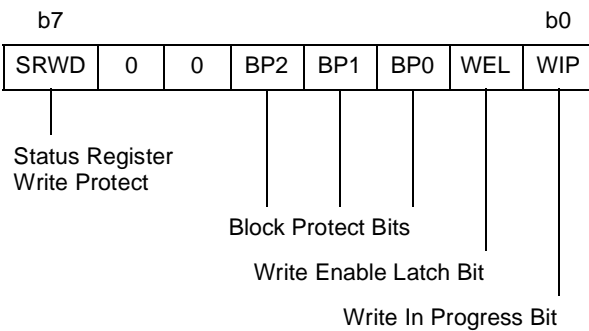 b7 b0
SRWD 0 0 BP2 BP1 BP0 WEL WIP
Status Register
Write Protect
Block Protect Bits
Write Enable Latch Bit
Write In Progress Bit